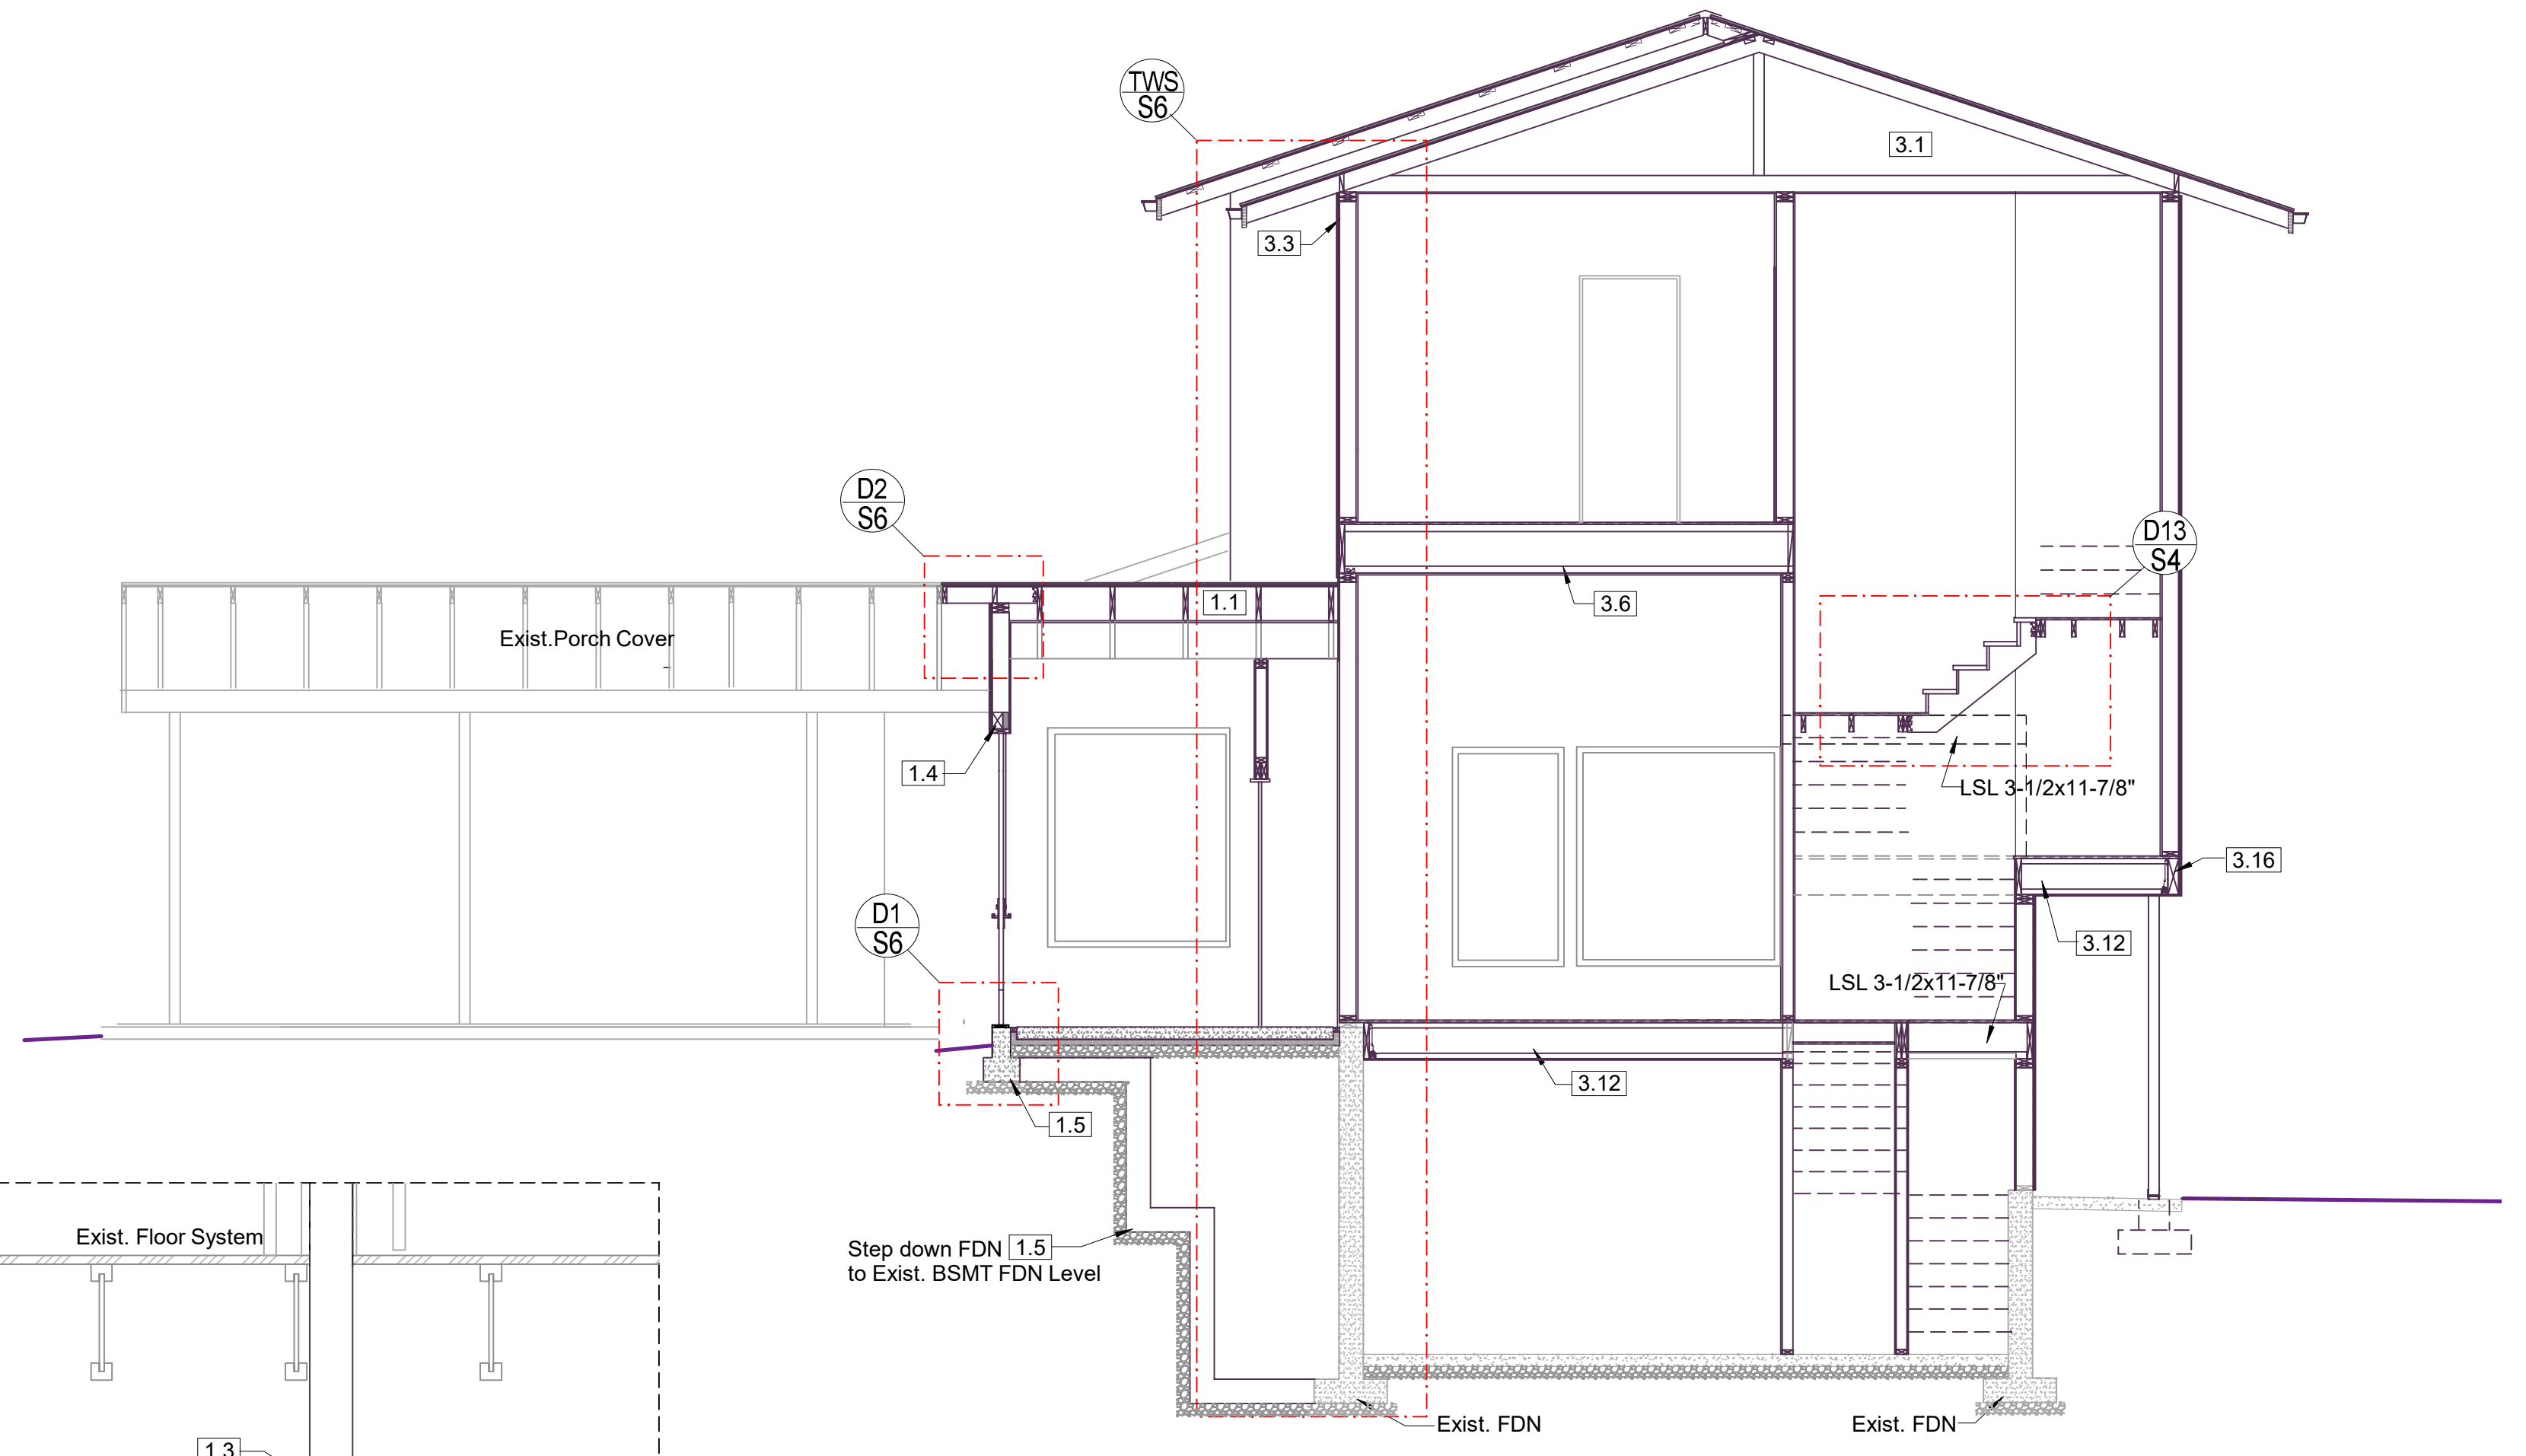 TWS
S6
3.1
3.3
D2
S6
D13
S4
1.1
3.6
Exist.Porch Cover
1.4
LSL 3-1/2x11-7/8"
3.16
D1
S6
3.12
LSL 3-1/2x11-7/8"
3.12
1.5
Exist. Floor System
Step down FDN 1.5
to Exist. BSMT FDN Level
Exist. FDN
Exist. FDN
1.3